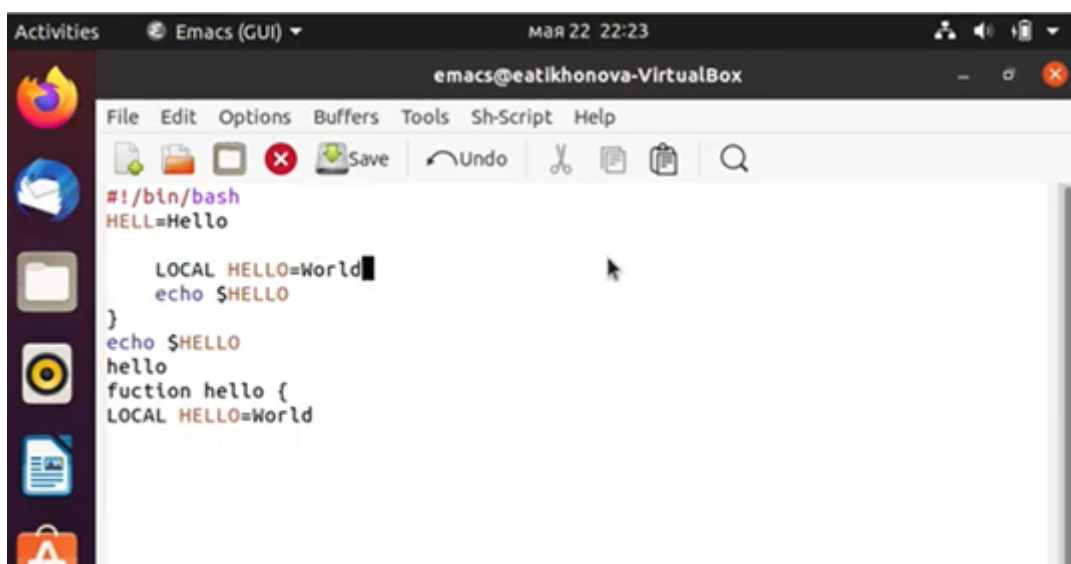 Activities Emacs (GUI) мая 22 22:23
emacs@eatikhonova-VirtualBox
File Edit Options Buffers Tools Sh-Script Help
Save Undo
#!/bin/bash
HELL=Hello
LOCAL HELLO=World
echo $HELLO
}
echo $HELLO
hello
fuction hello {
LOCAL HELLO=World